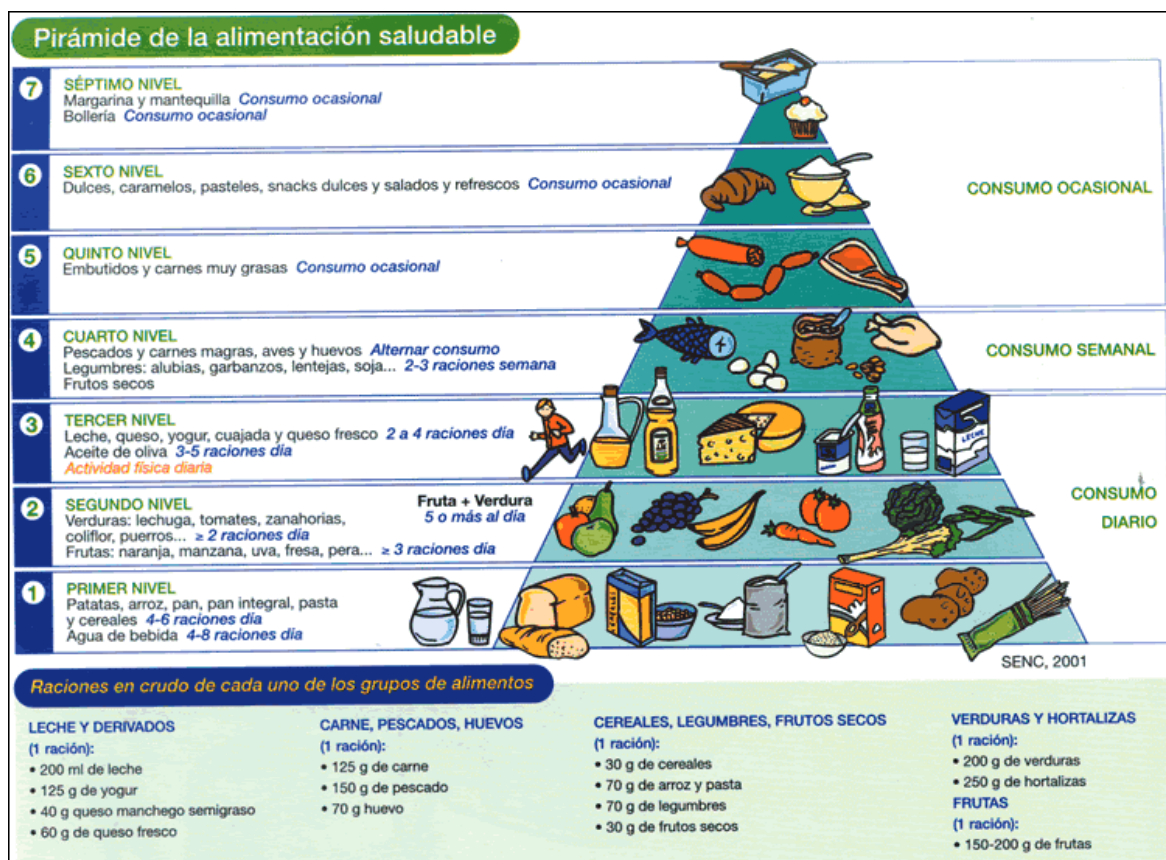 Pirámide de la alimentación saludable
7
SÉPTIMO NIVEL
Margarina y mantequilla Consumo ocasional
Bollería Consumo ocasional
6
SEXTO NIVEL
Dulces, caramelos, pasteles, snacks dulces y salados y refrescos Consumo ocasional
CONSUMO OCASIONAL
5
QUINTO NIVEL
Embutidos y carnes muy grasas Consumo ocasional
4
CUARTO NIVEL
Pescados y carnes magras, aves y huevos Alternar consumo
Legumbres: alubias, garbanzos, lentejas, soja... 2-3 raciones semana
Frutos secos
CONSUMO SEMANAL
3
TERCER NIVEL
Leche, queso, yogur, cuajada y queso fresco 2 a 4 raciones día
Aceite de oliva 3-5 raciones día
Actividad física diaria
LECHE
2
SEGUNDO NIVEL
Verduras: lechuga, tomates, zanahorias,
coliflor, puerros... ≥ 2 raciones día
Frutas: naranja, manzana, uva, fresa, pera... ≥ 3 raciones día
Fruta + Verdura
5 o más al día
CONSUMO
DIARIO
1
PRIMER NIVEL
Patatas, arroz, pan, pan integral, pasta
y cereales 4-6 raciones día
Agua de bebida 4-8 raciones día
SENC, 2001
Raciones en crudo de cada uno de los grupos de alimentos
LECHE Y DERIVADOS
(1 ración):
• 200 ml de leche
• 125 g de yogur
• 40 g queso manchego semigraso
• 60 g de queso fresco
CARNE, PESCADOS, HUEVOS
(1 ración):
• 125 g de carne
• 150 g de pescado
• 70 g huevo
CEREALES, LEGUMBRES, FRUTOS SECOS
(1 ración):
• 30 g de cereales
• 70 g de arroz y pasta
• 70 g de legumbres
• 30 g de frutos secos
VERDURAS Y HORTALIZAS
(1 ración):
• 200 g de verduras
• 250 g de hortalizas
FRUTAS
(1 ración):
• 150-200 g de frutas